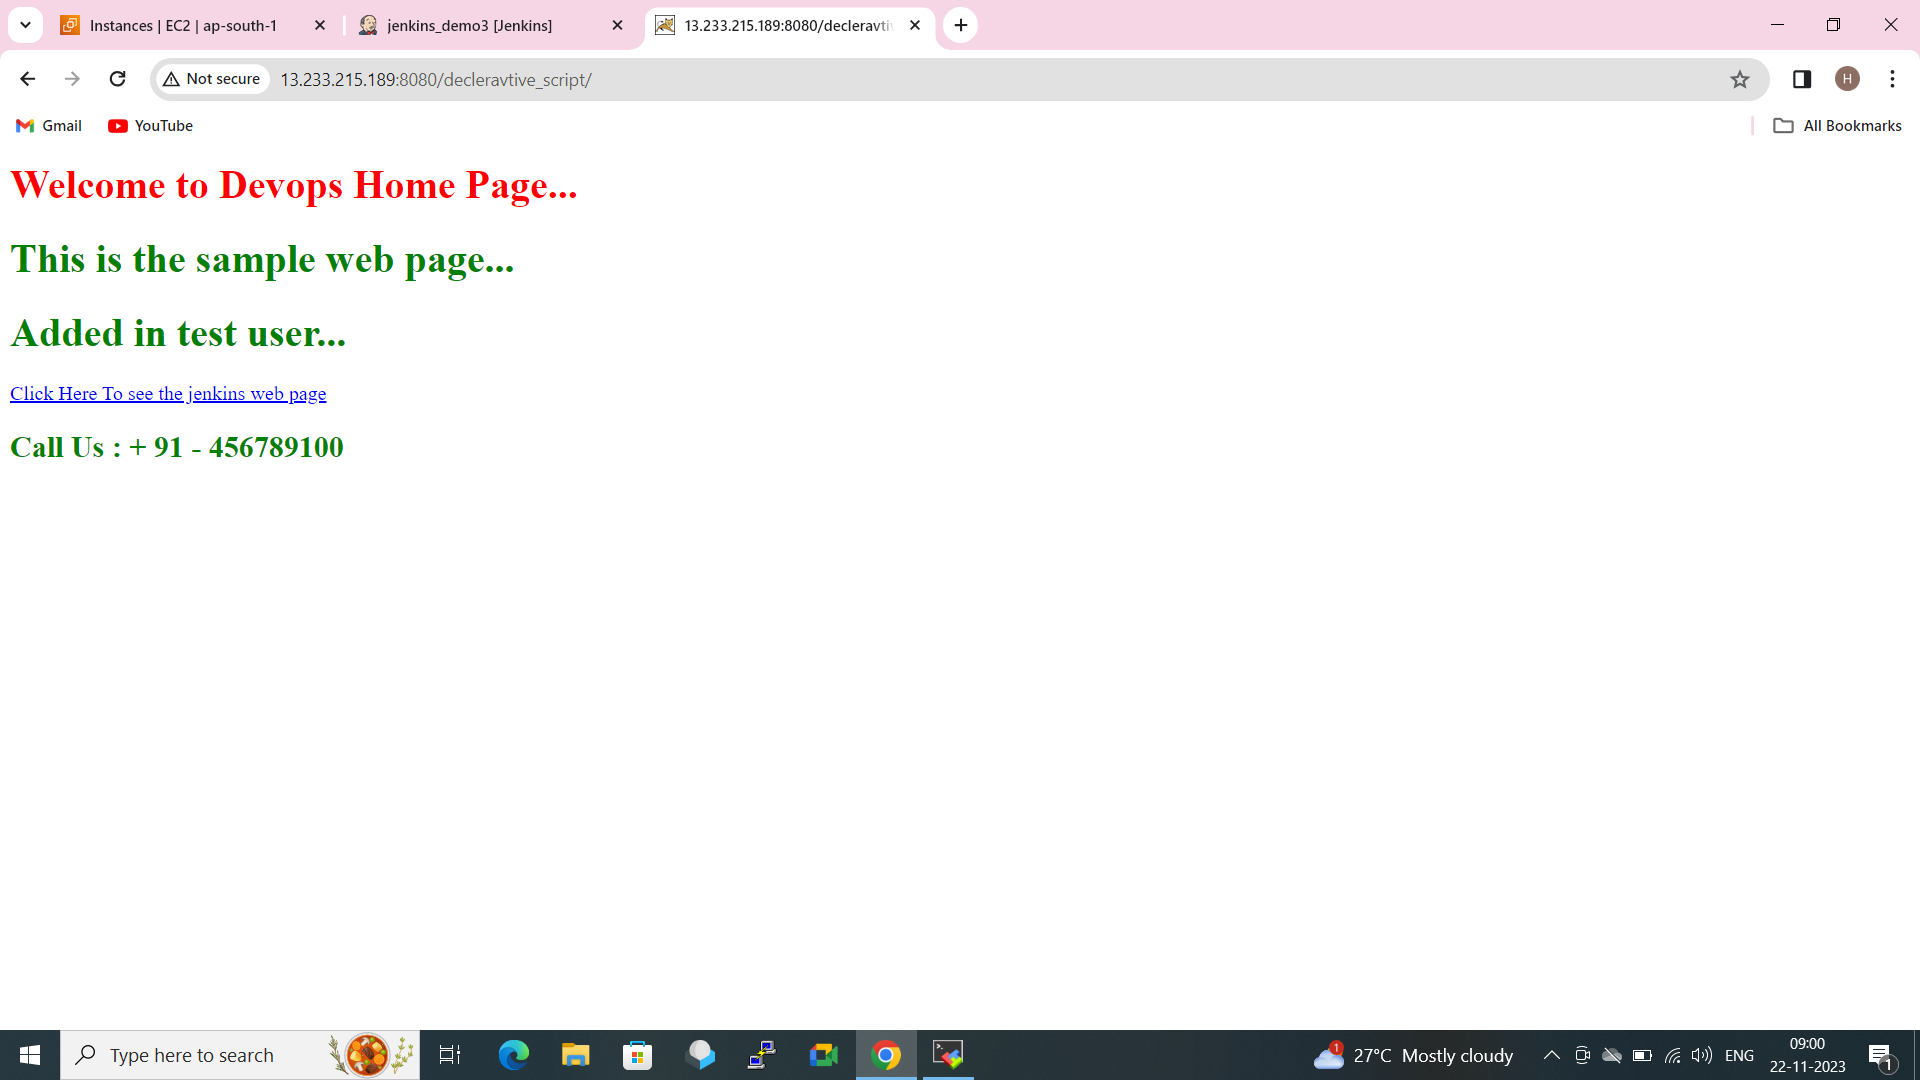 Instances | EC2 | ap-south-1
jenkins_demo3 [Jenkins]
13.233.215.189:8080/decleravti
Not secure
13.233.215.189:8080/decleravtive_script/
H
Gmail
YouTube
All Bookmarks
Welcome to Devops Home Page...
This is the sample web page...
Added in test user...
Click Here To see the jenkins web page
Call Us : + 91 - 456789100
Type here to search
1
27°C Mostly cloudy
ENG
09:00
22-11-2023
1